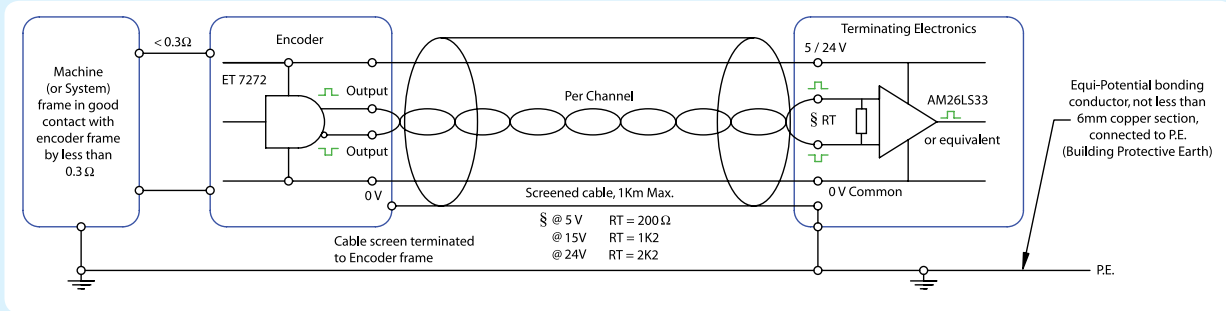 Machine
(or System)
frame in good
contact with
encoder frame
by less than
0.3 Ω
< 0.3Ω
Encoder
ET 7272
Output
Output
0 V
Per Channel
Screened cable, 1Km Max.
§ @ 5 V RT = 200 Ω
@ 15V RT = 1K2
@ 24V RT = 2K2
Cable screen terminated
to Encoder frame
Terminating Electronics
5 / 24 V
§ RT
AM26LS33
or equivalent
0 V Common
Equi-Potential bonding
conductor, not less than
6mm copper section,
connected to P.E.
(Building Protective Earth)
P.E.